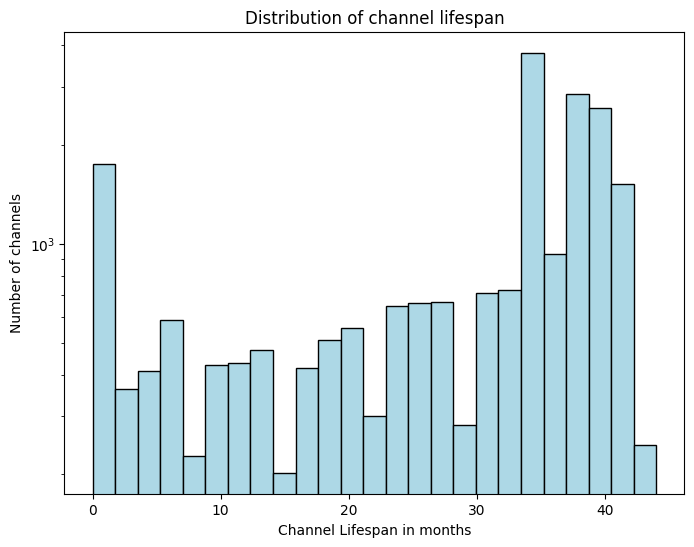 Distribution of channel lifespan
Number of channels
10³
0 10 20 30 40
Channel Lifespan in months